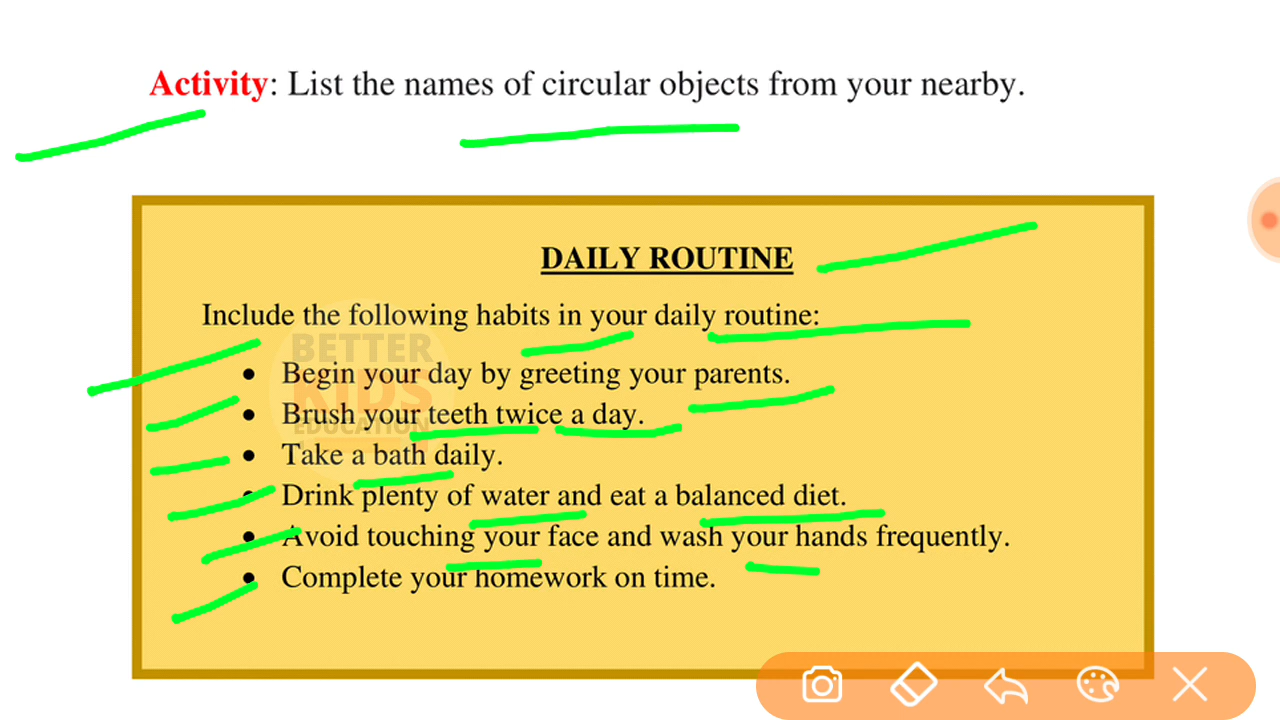 Activity: List the names of circular objects from your nearby.
DAILY ROUTINE
Include the following habits in your daily routine:
BETTER
KIDS
EDUCATION
• Begin your day by greeting your parents.
• Brush your teeth twice a day.
• Take a bath daily.
• Drink plenty of water and eat a balanced diet.
• Avoid touching your face and wash your hands frequently.
• Complete your homework on time.